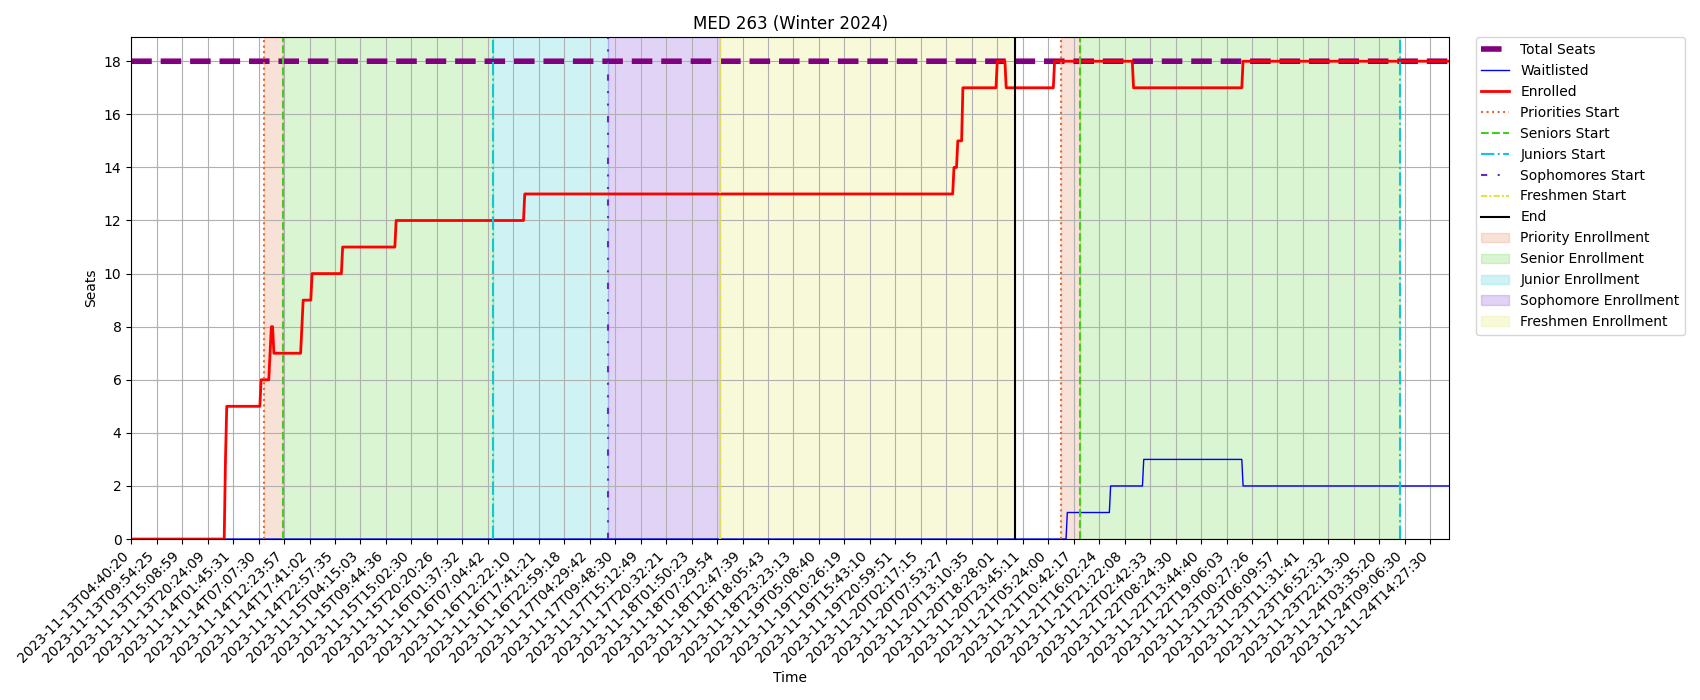 MED 263 (Winter 2024)
Seats
18
16
14
12
10
8
6
4
2
0
2023-11-13T04:40:20
2023-11-13T09:54:25
2023-11-13T15:08:59
2023-11-13T20:24:09
2023-11-14T01:45:31
2023-11-14T07:07:30
2023-11-14T12:23:57
2023-11-14T17:41:02
2023-11-14T22:57:35
2023-11-15T04:15:03
2023-11-15T09:44:36
2023-11-15T15:02:30
2023-11-15T20:20:26
2023-11-16T01:37:32
2023-11-16T07:04:42
2023-11-16T12:22:10
2023-11-16T17:41:21
2023-11-16T22:59:18
2023-11-17T04:29:42
2023-11-17T09:48:30
2023-11-17T15:12:49
2023-11-17T20:32:21
2023-11-18T01:50:23
2023-11-18T07:29:54
2023-11-18T12:47:39
2023-11-18T18:05:43
2023-11-18T23:23:13
2023-11-19T05:08:40
2023-11-19T10:26:19
2023-11-19T15:43:10
2023-11-19T20:59:51
2023-11-20T02:17:15
2023-11-20T07:53:27
2023-11-20T13:10:35
2023-11-20T18:28:01
2023-11-20T23:45:11
2023-11-21T05:24:00
2023-11-21T10:42:17
2023-11-21T16:02:24
2023-11-21T21:22:08
2023-11-22T02:42:33
2023-11-22T08:24:30
2023-11-22T13:44:40
2023-11-22T19:06:03
2023-11-23T00:27:26
2023-11-23T06:09:57
2023-11-23T11:31:41
2023-11-23T16:52:32
2023-11-23T22:13:30
2023-11-24T03:35:20
2023-11-24T09:06:30
2023-11-24T14:27:30
Time
Total Seats
Waitlisted
Enrolled
Priorities Start
Seniors Start
Juniors Start
Sophomores Start
Freshmen Start
End
Priority Enrollment
Senior Enrollment
Junior Enrollment
Sophomore Enrollment
Freshmen Enrollment